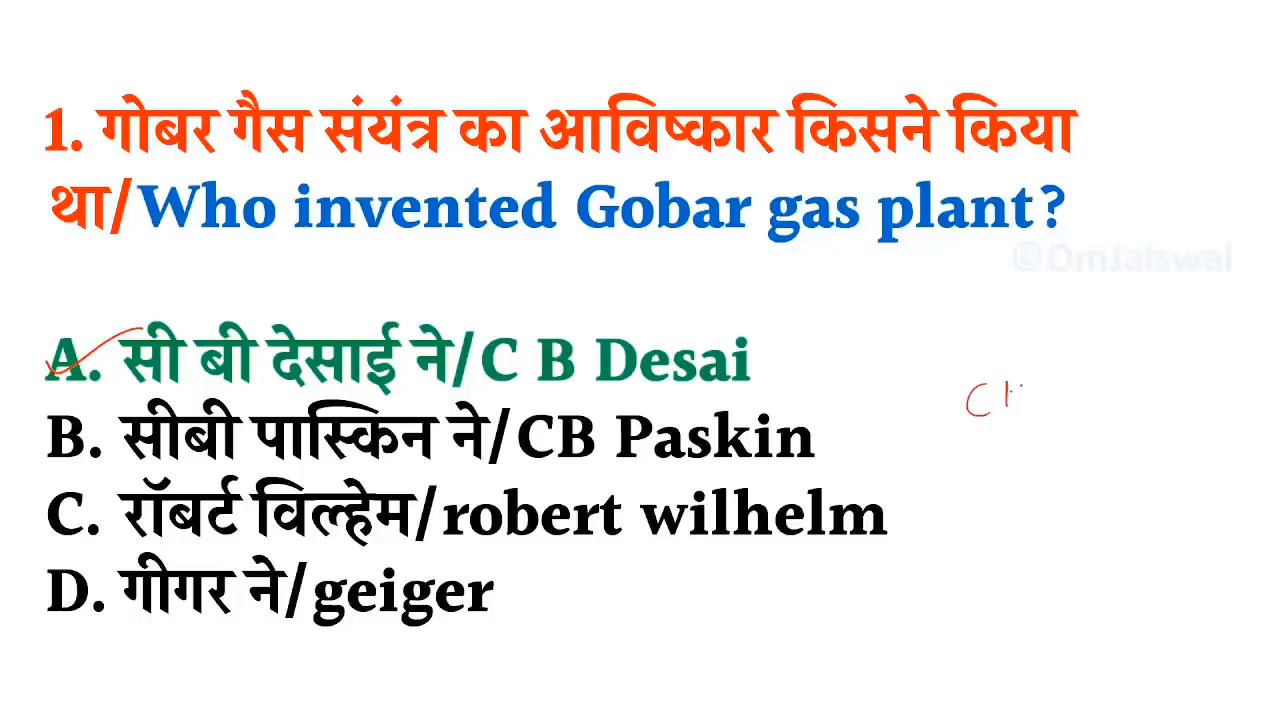 1. गोबर गैस संयंत्र का आविष्कार किसने किया
था/Who invented Gobar gas plant?
©OmJaiswal
A. सी बी देसाई ने/C B Desai
B. सीबी पास्किन ने/CB Paskin
C. रॉबर्ट विल्हेम/robert wilhelm
D. गीगर ने/geiger